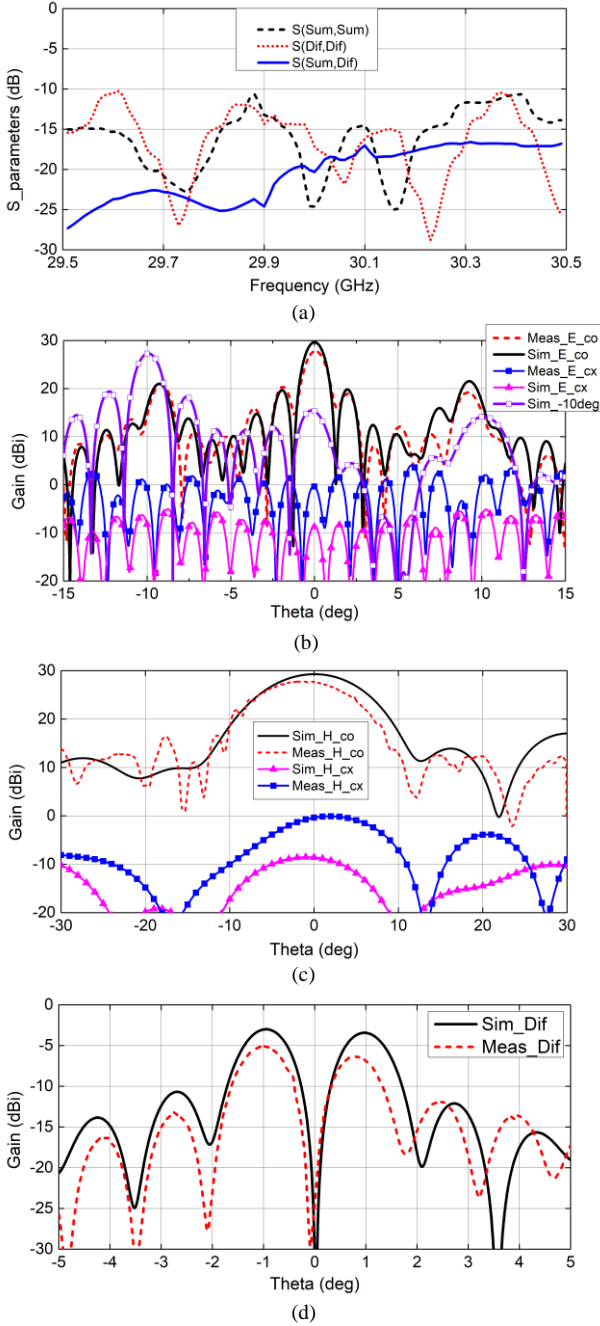 0
-5
-10
-15
-20
-25
-30
S_parameters (dB)
S(Sum,Sum)
S(Dif,Dif)
S(Sum,Dif)
29.5 29.7 29.9 30.1 30.3 30.5
Frequency (GHz)
(a)
30
20
10
0
-10
-20
Gain (dBi)
Meas_E_co
Sim_E_co
Meas_E_cx
Sim_E_cx
Sim_-10deg
-15 -10 -5 0 5 10 15
Theta (deg)
(b)
30
20
10
0
-10
-20
Gain (dBi)
Sim_H_co
Meas_H_co
Sim_H_cx
Meas_H_cx
-30 -20 -10 0 10 20 30
Theta (deg)
(c)
0
-5
-10
-15
-20
-25
-30
Gain (dBi)
Sim_Dif
Meas_Dif
-5 -4 -3 -2 -1 0 1 2 3 4 5
Theta (deg)
(d)